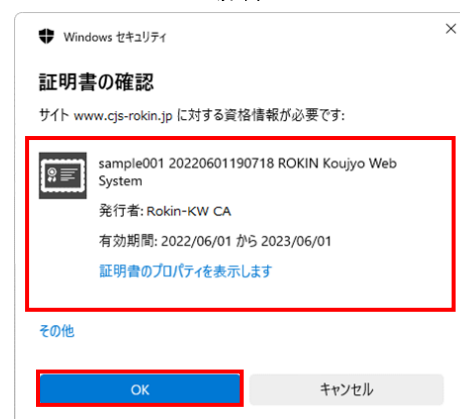 Windows セキュリティ
証明書の確認
サイト www.cjs-rokin.jp に対する資格情報が必要です:
sample001 20220601190718 ROKIN Koujyo Web
System
発行者: Rokin-KW CA
有効期間: 2022/06/01 から 2023/06/01
証明書のプロパティを表示します
その他
OK
キャンセル